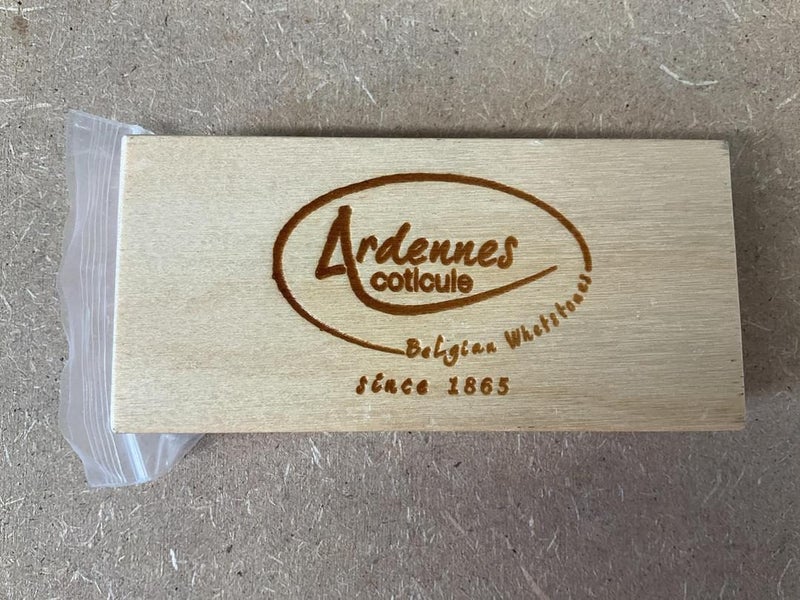 Ardennes
coticule
Belgian Whetstones
since 1865